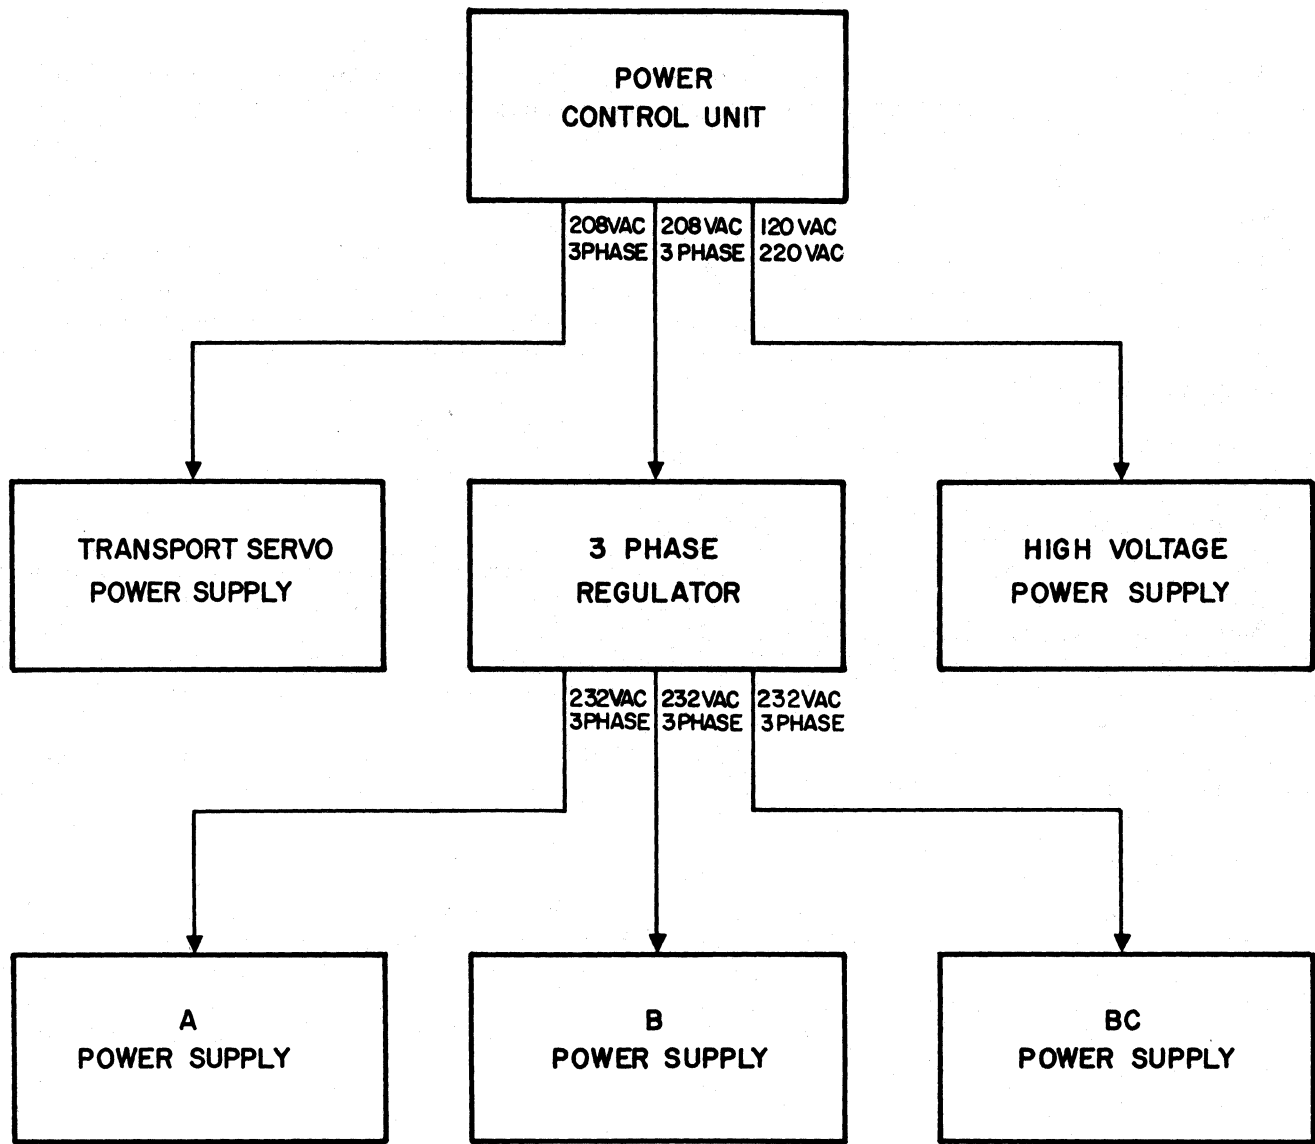 POWER
CONTROL UNIT
208VAC
3PHASE
208 VAC
3 PHASE
120 VAC
220 VAC
TRANSPORT SERVO
POWER SUPPLY
3 PHASE
REGULATOR
HIGH VOLTAGE
POWER SUPPLY
232VAC
3PHASE
232VAC
3PHASE
232VAC
3PHASE
A
POWER SUPPLY
B
POWER SUPPLY
BC
POWER SUPPLY